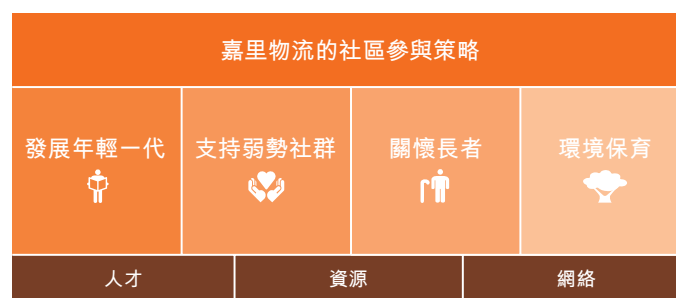 嘉里物流的社區參與策略
發展年輕一代
支持弱勢社群
關懷長者
環境保育
人才
資源
網絡